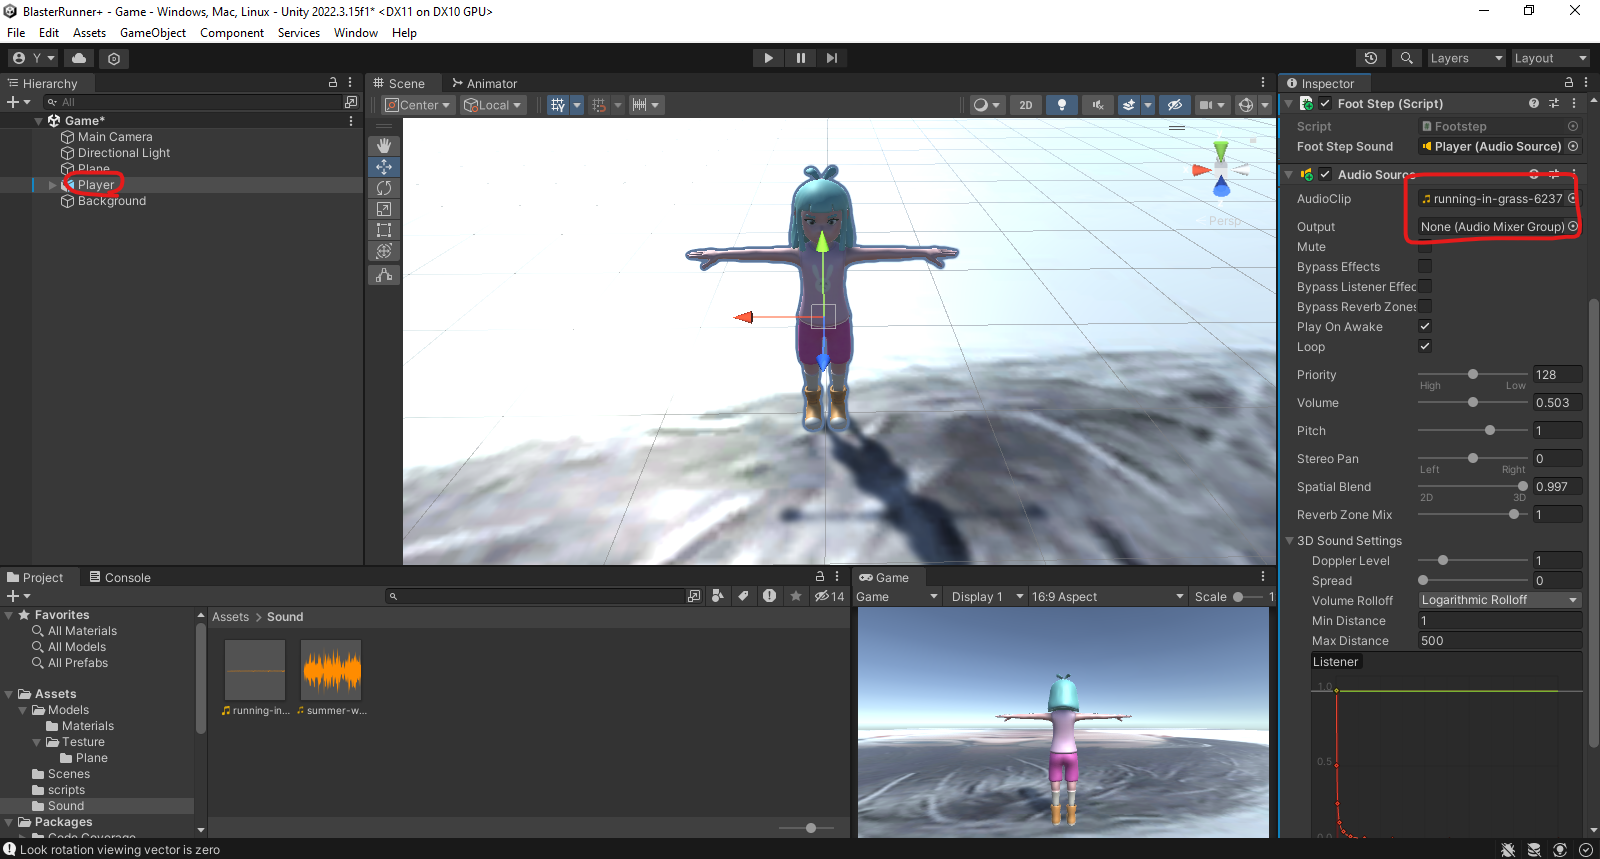 BlasterRunner+ - Game - Windows, Mac, Linux - Unity 2022.3.15f1* <DX11 on DX10 GPU>
File Edit Assets GameObject Component Services Window Help
Y Layers Layout
Hierarchy
All
Game*
Main Camera
Directional Light
Plane
Player
Background
Scene Animator
Center Local 2D
Persp
Inspector
Foot Step (Script)
Script Footstep
Foot Step Sound Player (Audio Source)
Audio Source
AudioClip running-in-grass-6237
Output None (Audio Mixer Group)
Mute
Bypass Effects
Bypass Listener Effec
Bypass Reverb Zones
Play On Awake
Loop
Priority 128
High Low
Volume 0.503
Pitch 1
Stereo Pan 0
Left Right
Spatial Blend 0.997
2D 3D
Reverb Zone Mix 1
3D Sound Settings
Doppler Level 1
Spread 0
Volume Rolloff Logarithmic Rolloff
Min Distance 1
Max Distance 500
Listener
1.0
0.5
0.0
Project Console
14
Favorites
All Materials
All Models
All Prefabs
Assets
Models
Materials
Testure
Plane
Scenes
scripts
Sound
Packages
Code Coverage
Assets > Sound
running-in... summer-w...
Game
Game Display 1 16:9 Aspect Scale 1
Look rotation viewing vector is zero